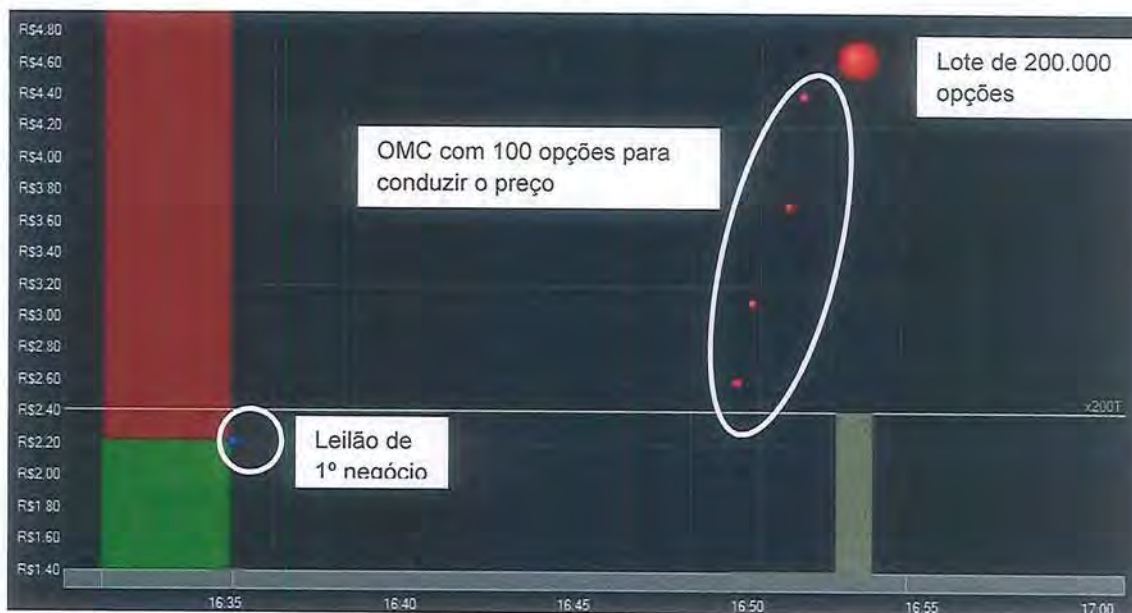 R$4.80
R$4.60
R$4.40
R$4.20
R$4.00
R$3.80
R$3.60
R$3.40
R$3.20
R$3.00
R$2.80
R$2.60
R$2.40
R$2.20
R$2.00
R$1.80
R$1.60
R$1.40
Lote de 200.000
opções
OMC com 100 opções para
conduzir o preço
x200T
Leilão de
1º negócio
16:35
16:40
16:45
16:50
16:55
17:00